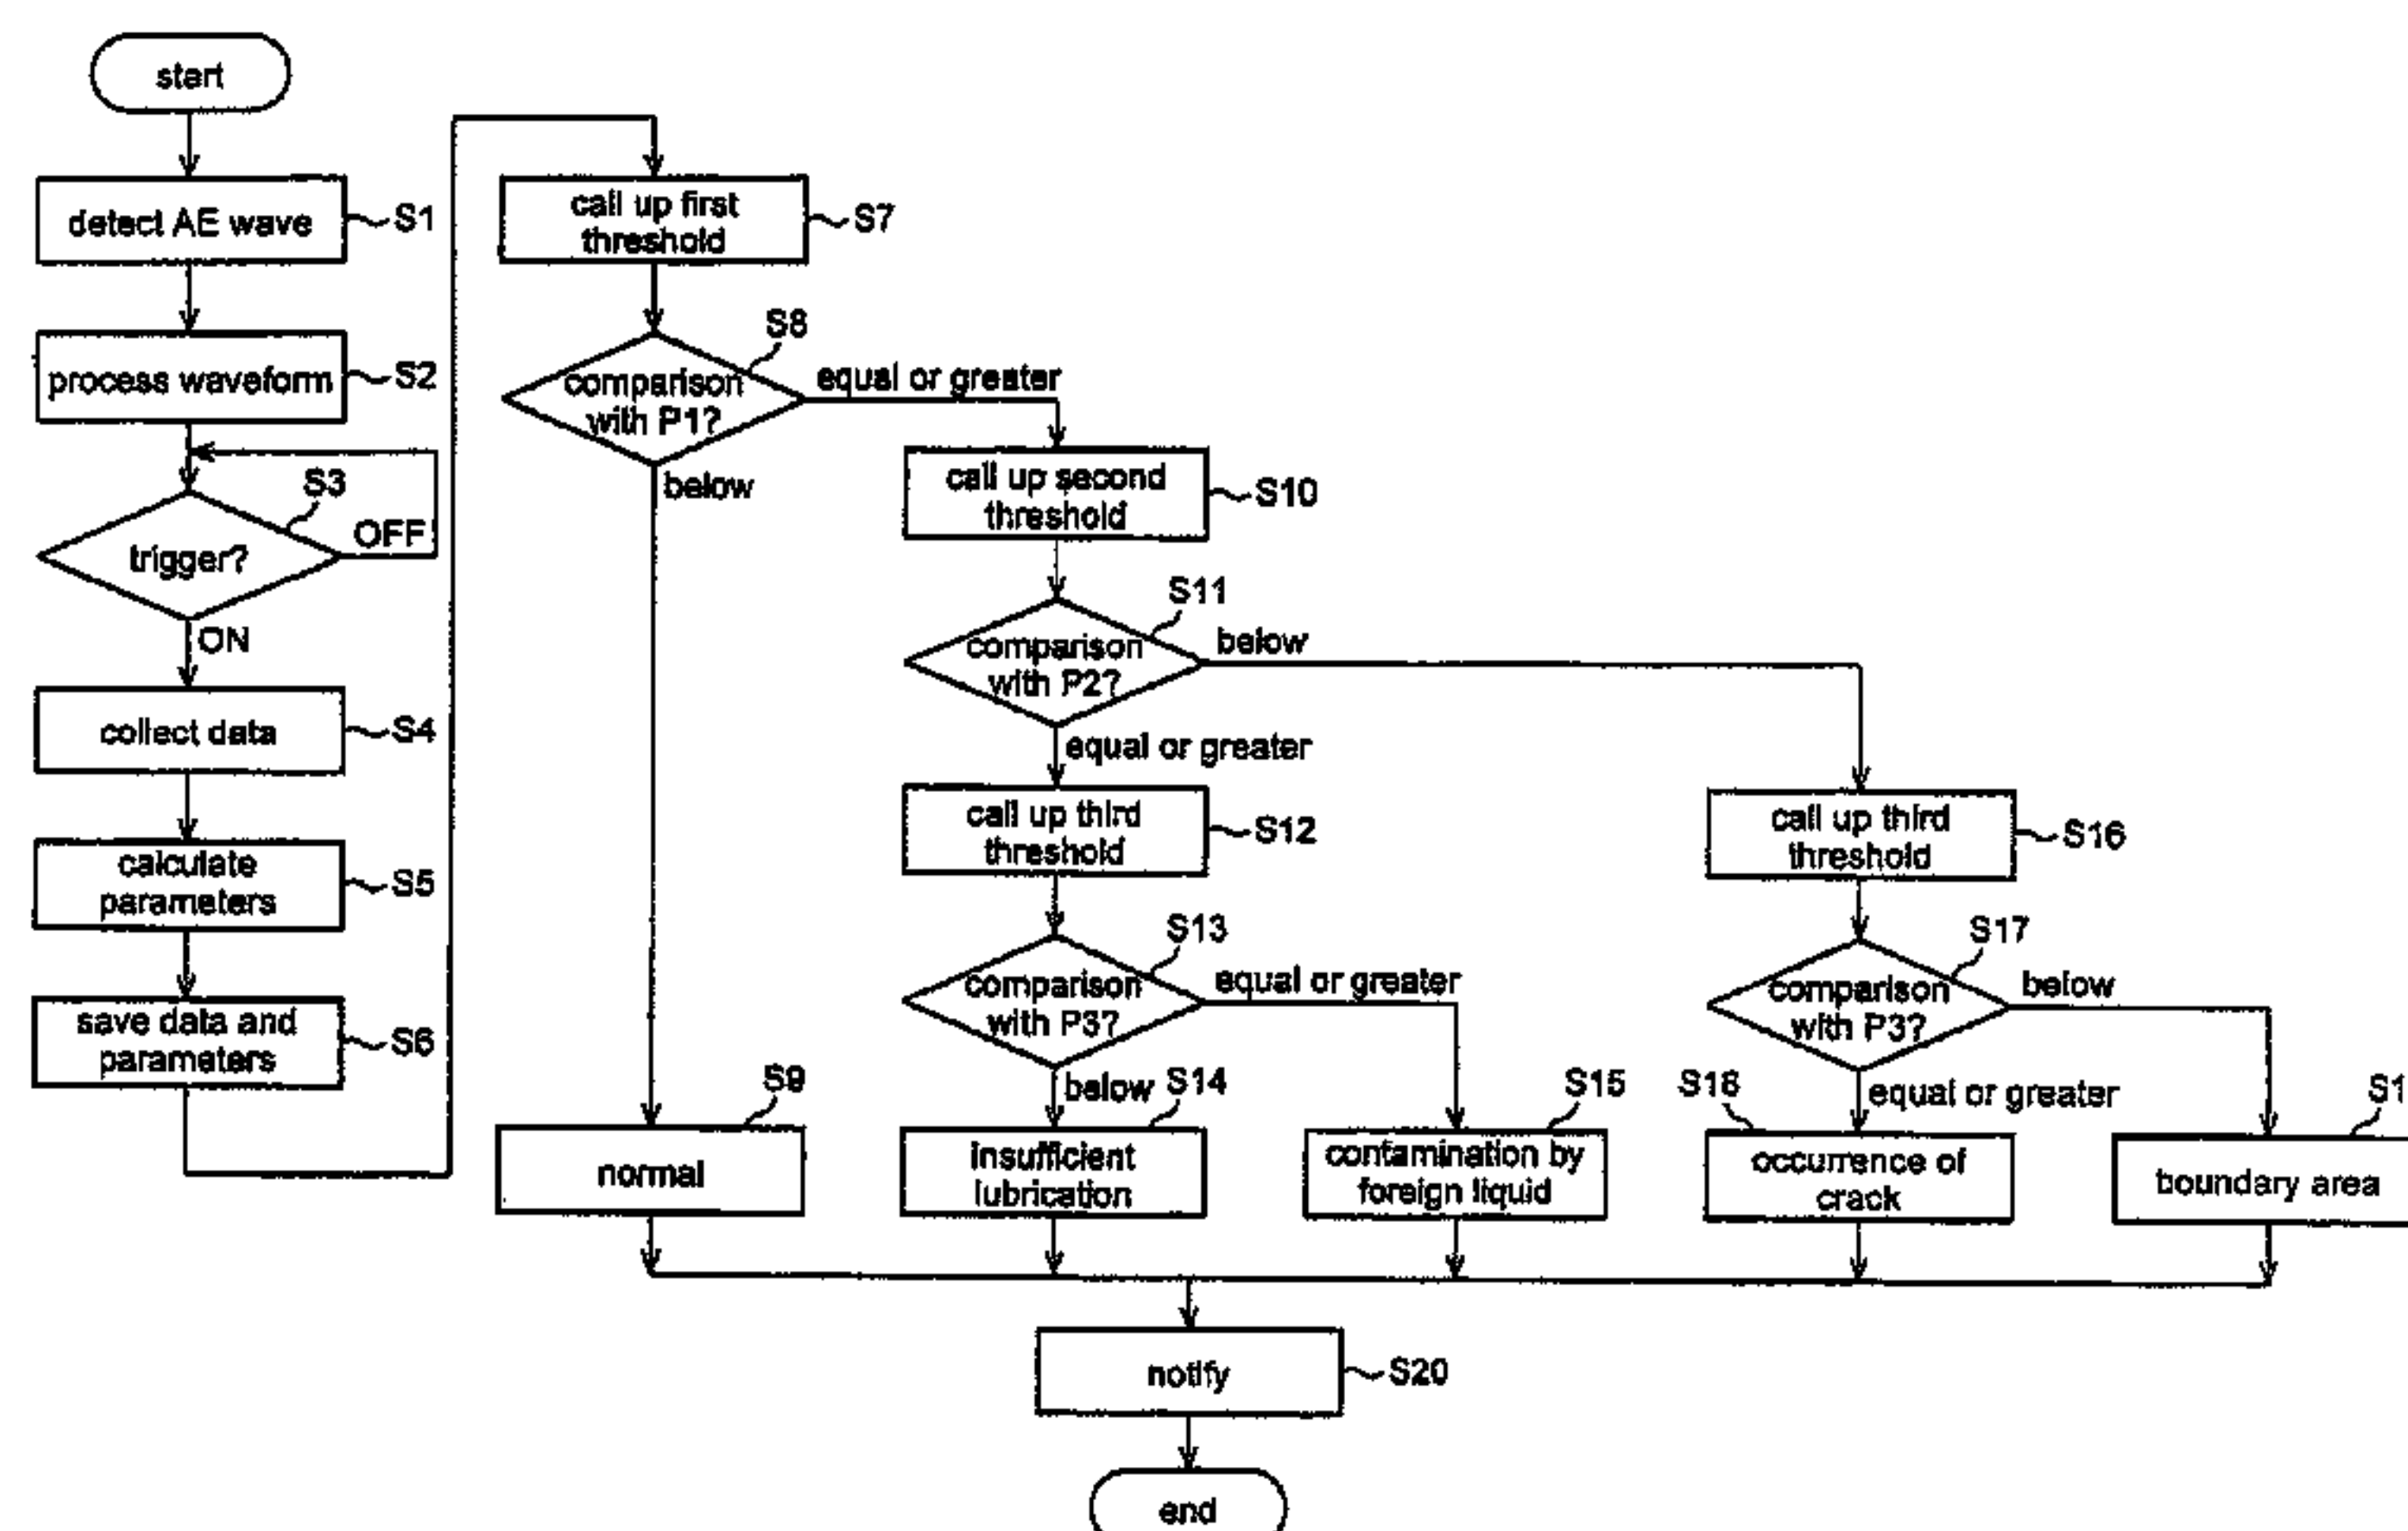 start
detect AE wave
S1
process waveform
S2
S3
trigger?
OFF
ON
collect data
S4
calculate
parameters
S5
save data and
parameters
S6
call up first
threshold
S7
S8
comparison
with P1?
equal or greater
below
S9
normal
call up second
threshold
S10
S11
comparison
with P2?
below
equal or greater
call up third
threshold
S12
S13
comparison
with P3?
equal or greater
below
S14
insufficient
lubrication
S15
contamination by
foreign liquid
call up third
threshold
S16
S17
comparison
with P3?
below
equal or greater
S18
occurrence of
crack
S1
boundary area
notify
S20
end